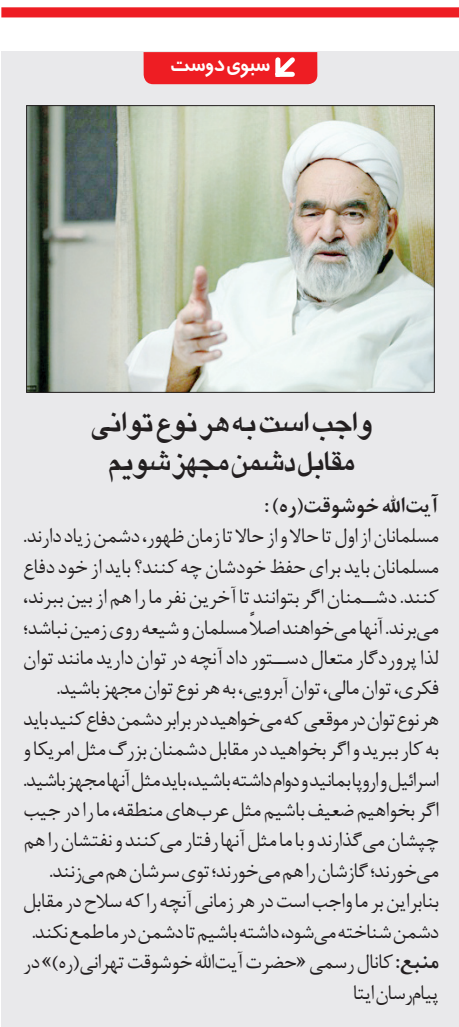 سبوی دوست
واجب است به هر نوع توانی
مقابل دشمن مجهز شویم
آیت‌الله خوشوقت(ره):
مسلمانان از اول تا حالا و از حالا تا زمان ظهور، دشمن زیاد دارند.
مسلمانان باید برای حفظ خودشان چه کنند؟ باید از خود دفاع
کنند. دشمنان اگر بتوانند تا آخرین نفر ما را هم از بین ببرند،
می‌برند. آنها می‌خواهند اصلاً مسلمان و شیعه روی زمین نباشد؛
لذا پروردگار متعال دستور داد آنچه در توان دارید مانند توان
فکری، توان مالی، توان آبرویی، به هر نوع توان مجهز باشید.
هر نوع توان در موقعی که می‌خواهید در برابر دشمن دفاع کنید باید
به کار ببرید و اگر بخواهید در مقابل دشمنان بزرگ مثل امریکا و
اسرائیل و اروپا بمانید و دوام داشته باشید، باید مثل آنها مجهز باشید.
اگر بخواهیم ضعیف باشیم مثل عرب‌های منطقه، ما را در جیب
چپشان می‌گذارند و با ما مثل آنها رفتار می‌کنند و نفتشان را هم
می‌خورند؛ گازشان را هم می‌خورند؛ توی سرشان هم می‌زنند.
بنابراین بر ما واجب است در هر زمانی آنچه را که سلاح در مقابل
دشمن شناخته می‌شود، داشته باشیم تا دشمن در ما طمع نکند.
منبع: کانال رسمی «حضرت آیت‌الله خوشوقت تهرانی(ره)» در
پیام‌رسان ایتا